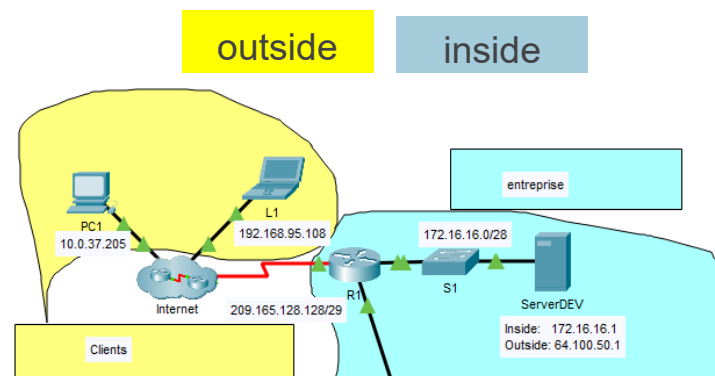 outside
inside
entreprise
PC1
10.0.37.205
L1
192.168.95.108
172.16.16.0/28
Internet
R1
S1
ServerDEV
209.165.128.128/29
Inside: 172.16.16.1
Outside: 64.100.50.1
Clients